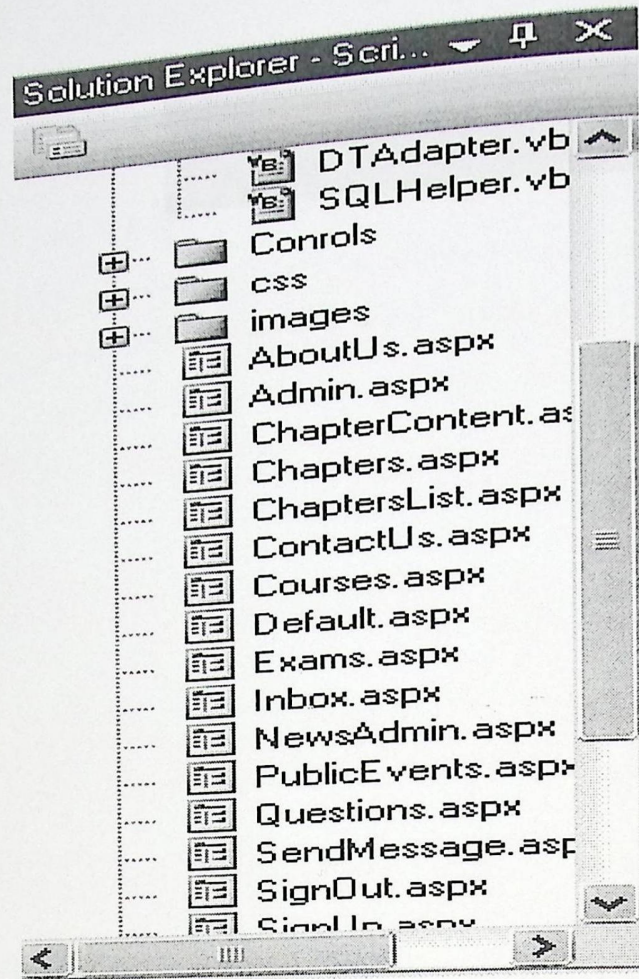 Solution Explorer - Scri...
DTAdapter.vb
SQLHelper.vb
Conrols
css
images
AboutUs.aspx
Admin.aspx
ChapterContent.as
Chapters.aspx
ChaptersList.aspx
ContactUs.aspx
Courses.aspx
Default.aspx
Exams.aspx
Inbox.aspx
NewsAdmin.aspx
PublicEvents.aspx
Questions.aspx
SendMessage.asp
SignOut.aspx
SignUp.aspx